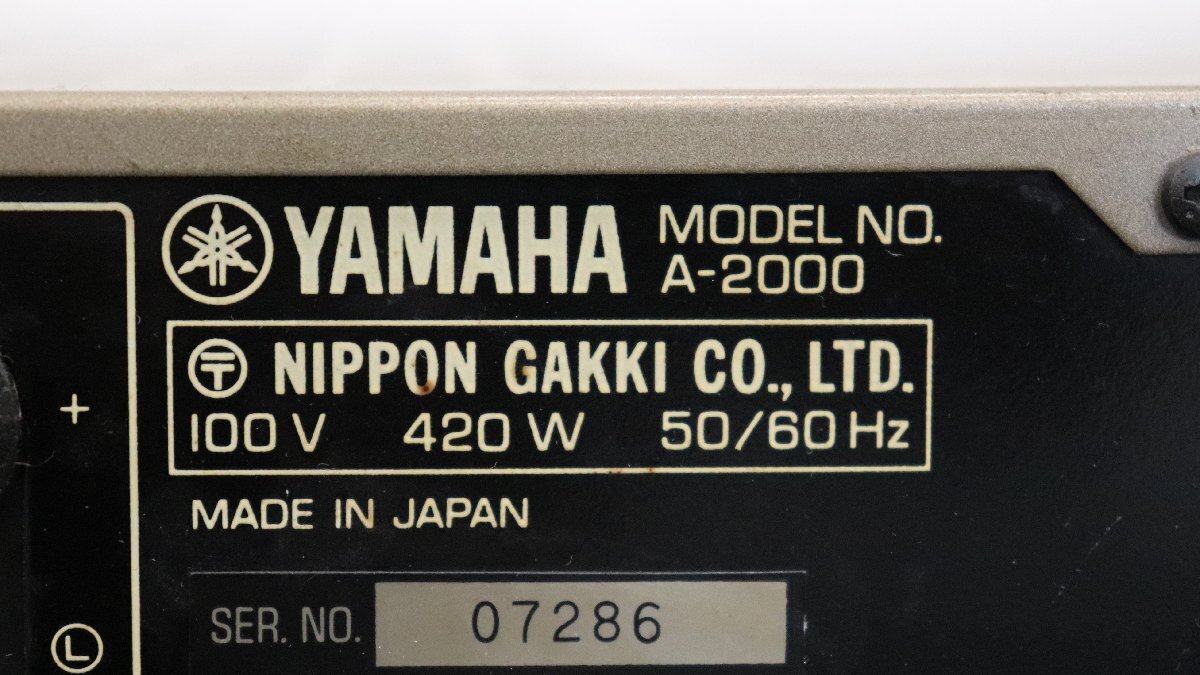 YAMAHA MODEL NO.
A-2000
〒 NIPPON GAKKI CO., LTD.
100 V 420 W 50/60 Hz
MADE IN JAPAN
SER. NO. 07286
+
L